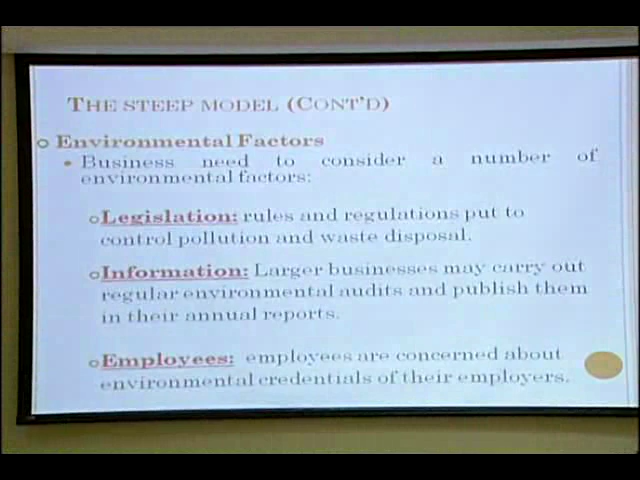 THE STEEP MODEL (CONT'D)
Environmental Factors
Business need to consider a number of
environmental factors:
Legislation: rules and regulations put to
control pollution and waste disposal.
Information: Larger businesses may carry out
regular environmental audits and publish them
in their annual reports.
Employees: employees are concerned about
environmental credentials of their employers.